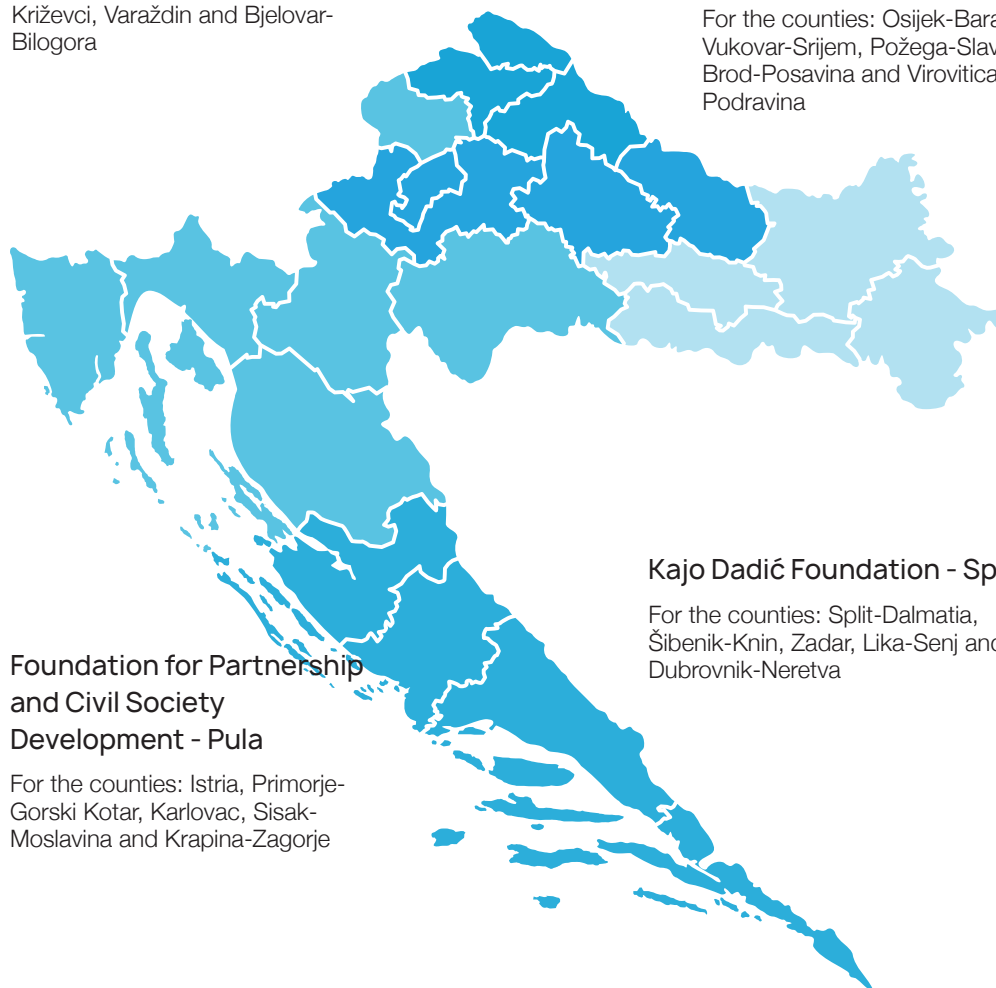 Križevci, Varaždin and Bjelovar-
Bilogora
For the counties: Osijek-Bara
Vukovar-Srijem, Požega-Slav
Brod-Posavina and Virovitica
Podravina
Kajo Dadić Foundation - Sp
For the counties: Split-Dalmatia,
Šibenik-Knin, Zadar, Lika-Senj and
Dubrovnik-Neretva
Foundation for Partnership
and Civil Society
Development - Pula
For the counties: Istria, Primorje-
Gorski Kotar, Karlovac, Sisak-
Moslavina and Krapina-Zagorje